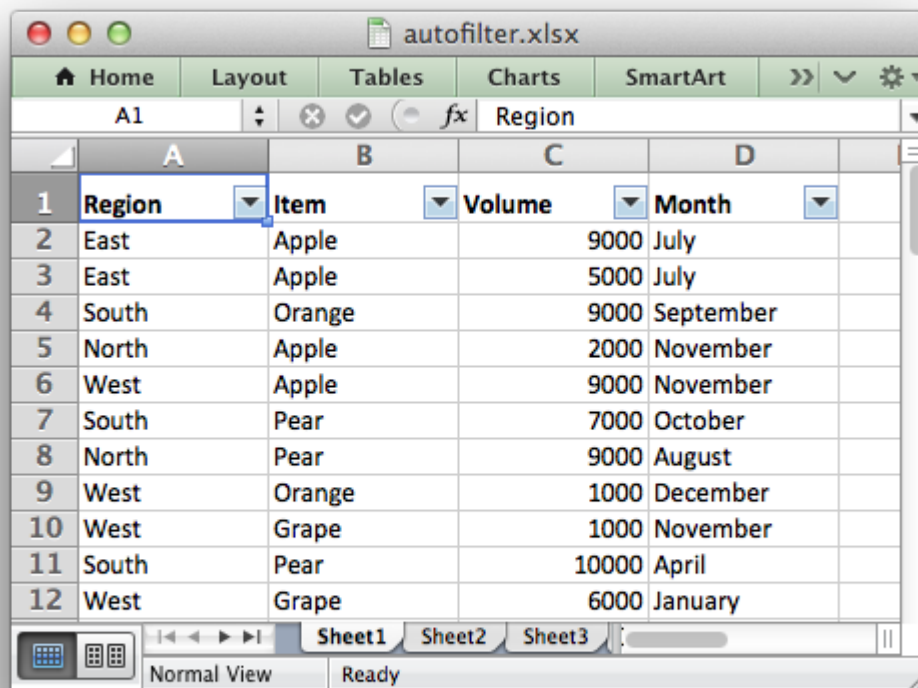 autofilter.xlsx
Home Layout Tables Charts SmartArt
A1 fx Region
A B C D
1 Region Item Volume Month
2 East Apple 9000 July
3 East Apple 5000 July
4 South Orange 9000 September
5 North Apple 2000 November
6 West Apple 9000 November
7 South Pear 7000 October
8 North Pear 9000 August
9 West Orange 1000 December
10 West Grape 1000 November
11 South Pear 10000 April
12 West Grape 6000 January
Sheet1 Sheet2 Sheet3
Normal View Ready